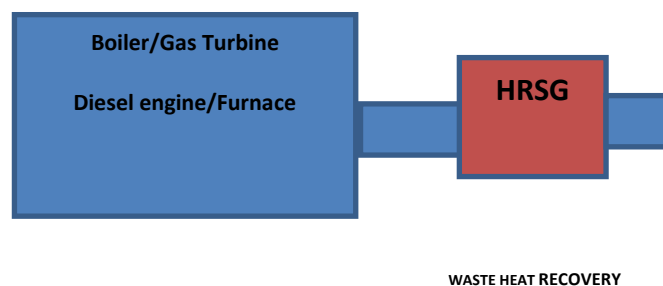 Boiler/Gas Turbine
Diesel engine/Furnace
HRSG
WASTE HEAT RECOVERY